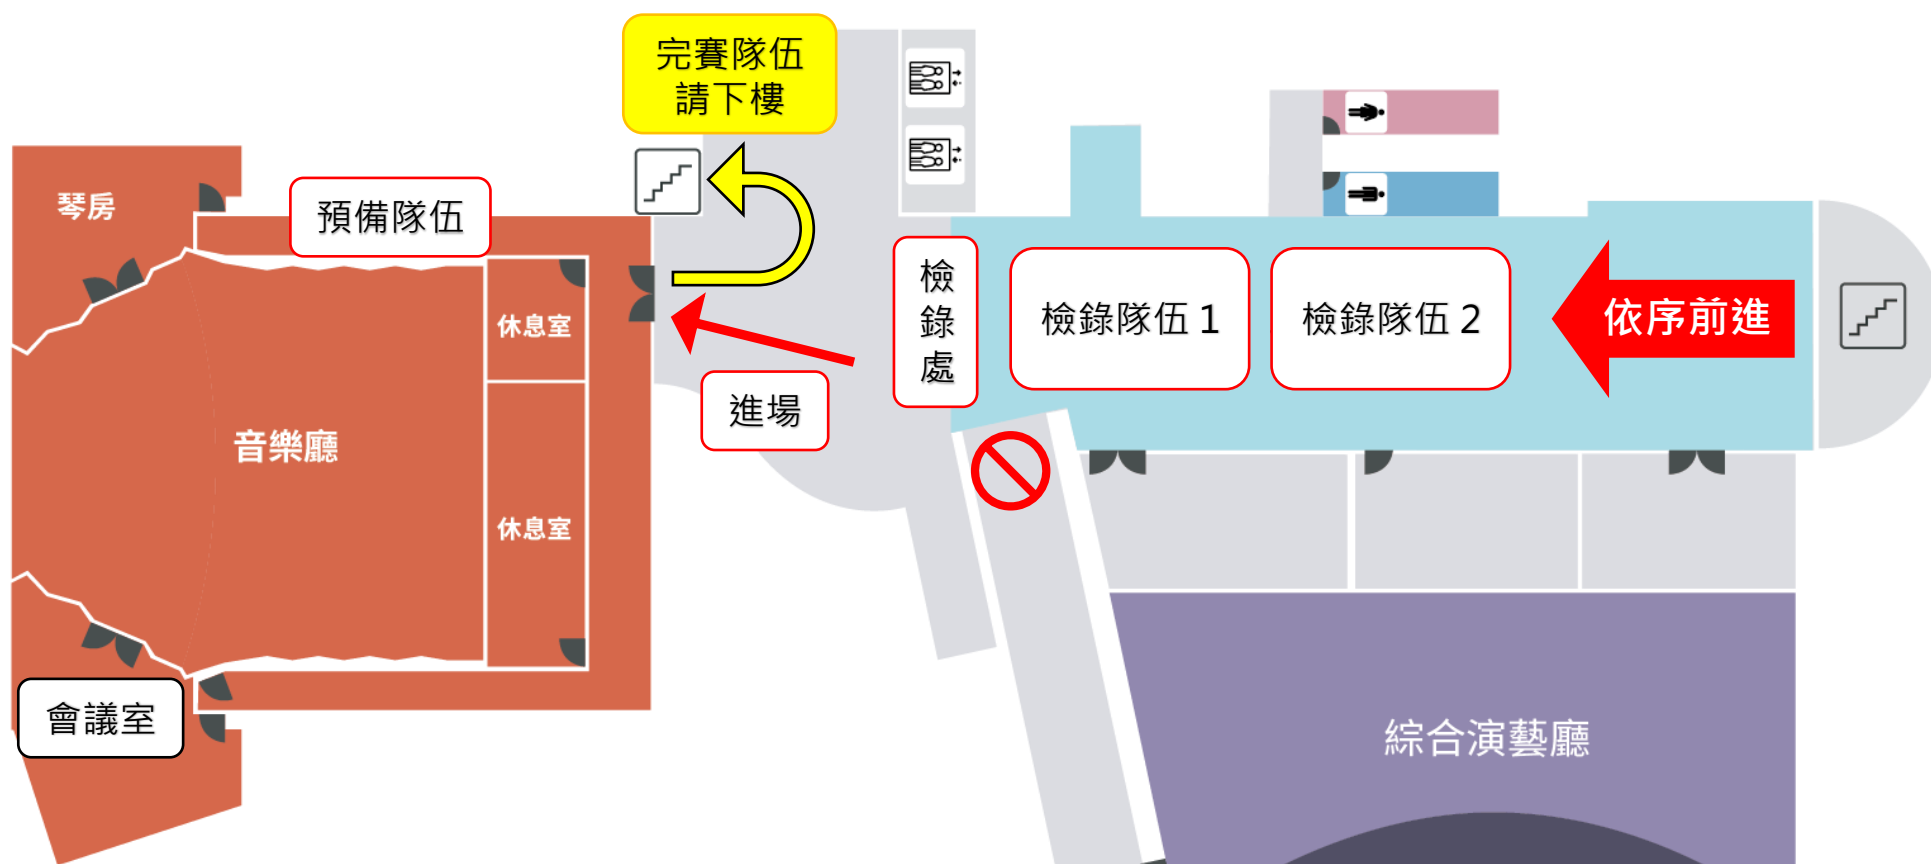 完賽隊伍
請下樓
琴房
預備隊伍
休息室
檢錄處
檢錄隊伍 1
檢錄隊伍 2
依序前進
進場
音樂廳
休息室
會議室
綜合演藝廳